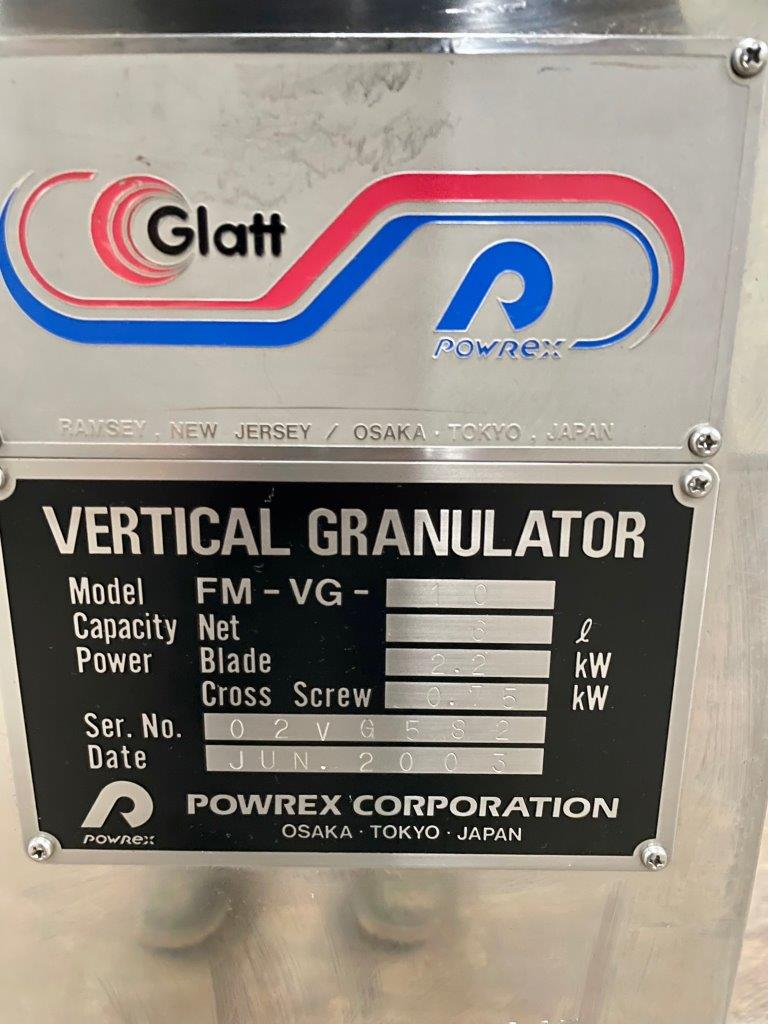 Glatt
POWREX
RAMSEY, NEW JERSEY / OSAKA · TOKYO, JAPAN
VERTICAL GRANULATOR
Model FM-VG- 10
Capacity Net 6 ℓ
Power Blade 2.2 kW
Cross Screw 0.75 kW
Ser. No. 02VG582
Date JUN. 2003
POWREX POWREX CORPORATION
OSAKA · TOKYO · JAPAN